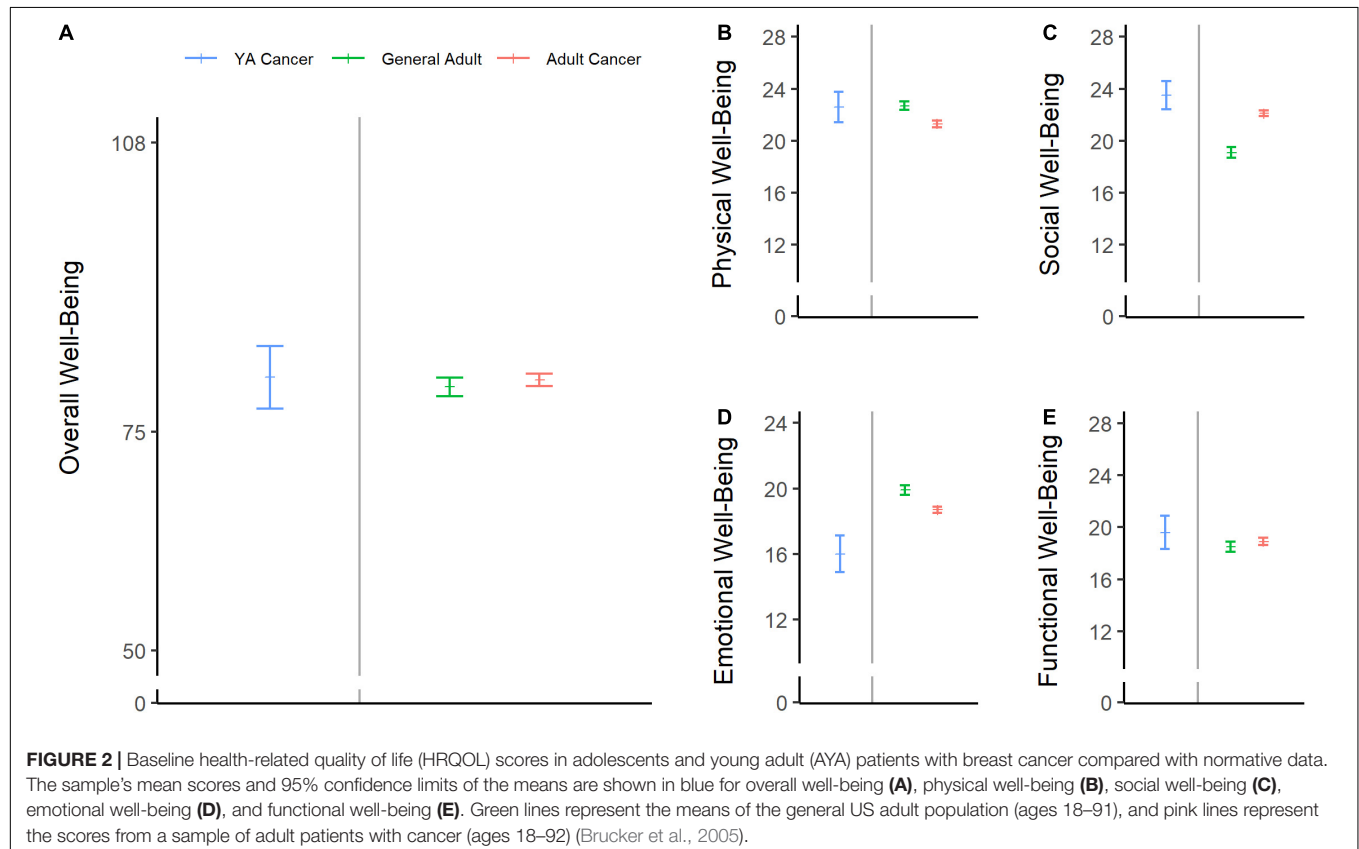 A
YA Cancer General Adult Adult Cancer
Overall Well-Being
108
75
50
0
B
Physical Well-Being
28
24
20
16
12
0
C
Social Well-Being
28
24
20
16
12
0
D
Emotional Well-Being
24
20
16
12
0
E
Functional Well-Being
28
24
20
16
12
0
FIGURE 2 | Baseline health-related quality of life (HRQOL) scores in adolescents and young adult (AYA) patients with breast cancer compared with normative data.
The sample's mean scores and 95% confidence limits of the means are shown in blue for overall well-being (A), physical well-being (B), social well-being (C),
emotional well-being (D), and functional well-being (E). Green lines represent the means of the general US adult population (ages 18–91), and pink lines represent
the scores from a sample of adult patients with cancer (ages 18–92) (Brucker et al., 2005).